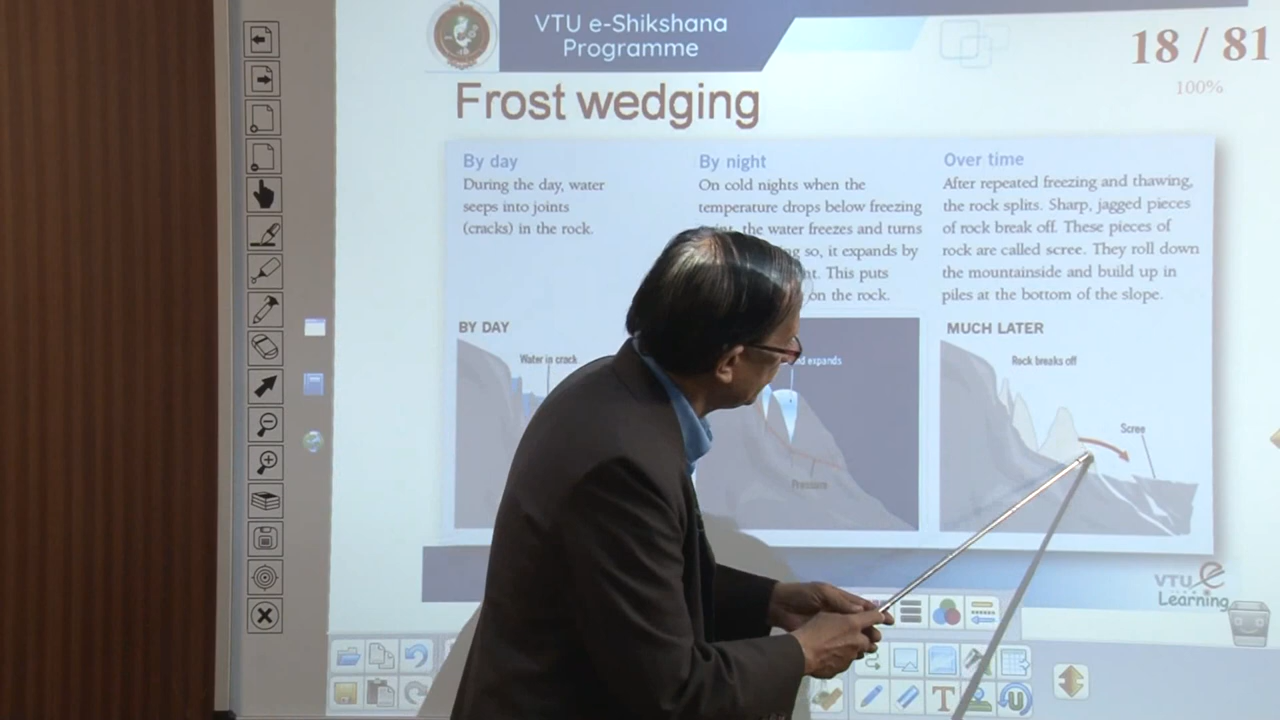 VTU e-Shikshana
Programme
18 / 81
100%
Frost wedging
By day
During the day, water
seeps into joints
(cracks) in the rock.
By night
On cold nights when the
temperature drops below freezing
the water freezes and turns
so, it expands by
This puts
on the rock.
Over time
After repeated freezing and thawing,
the rock splits. Sharp, jagged pieces
of rock break off. These pieces of
rock are called scree. They roll down
the mountainside and build up in
piles at the bottom of the slope.
BY DAY
Water in crack
expands
Pressure
MUCH LATER
Rock breaks off
Scree
VTU e
Learning
T